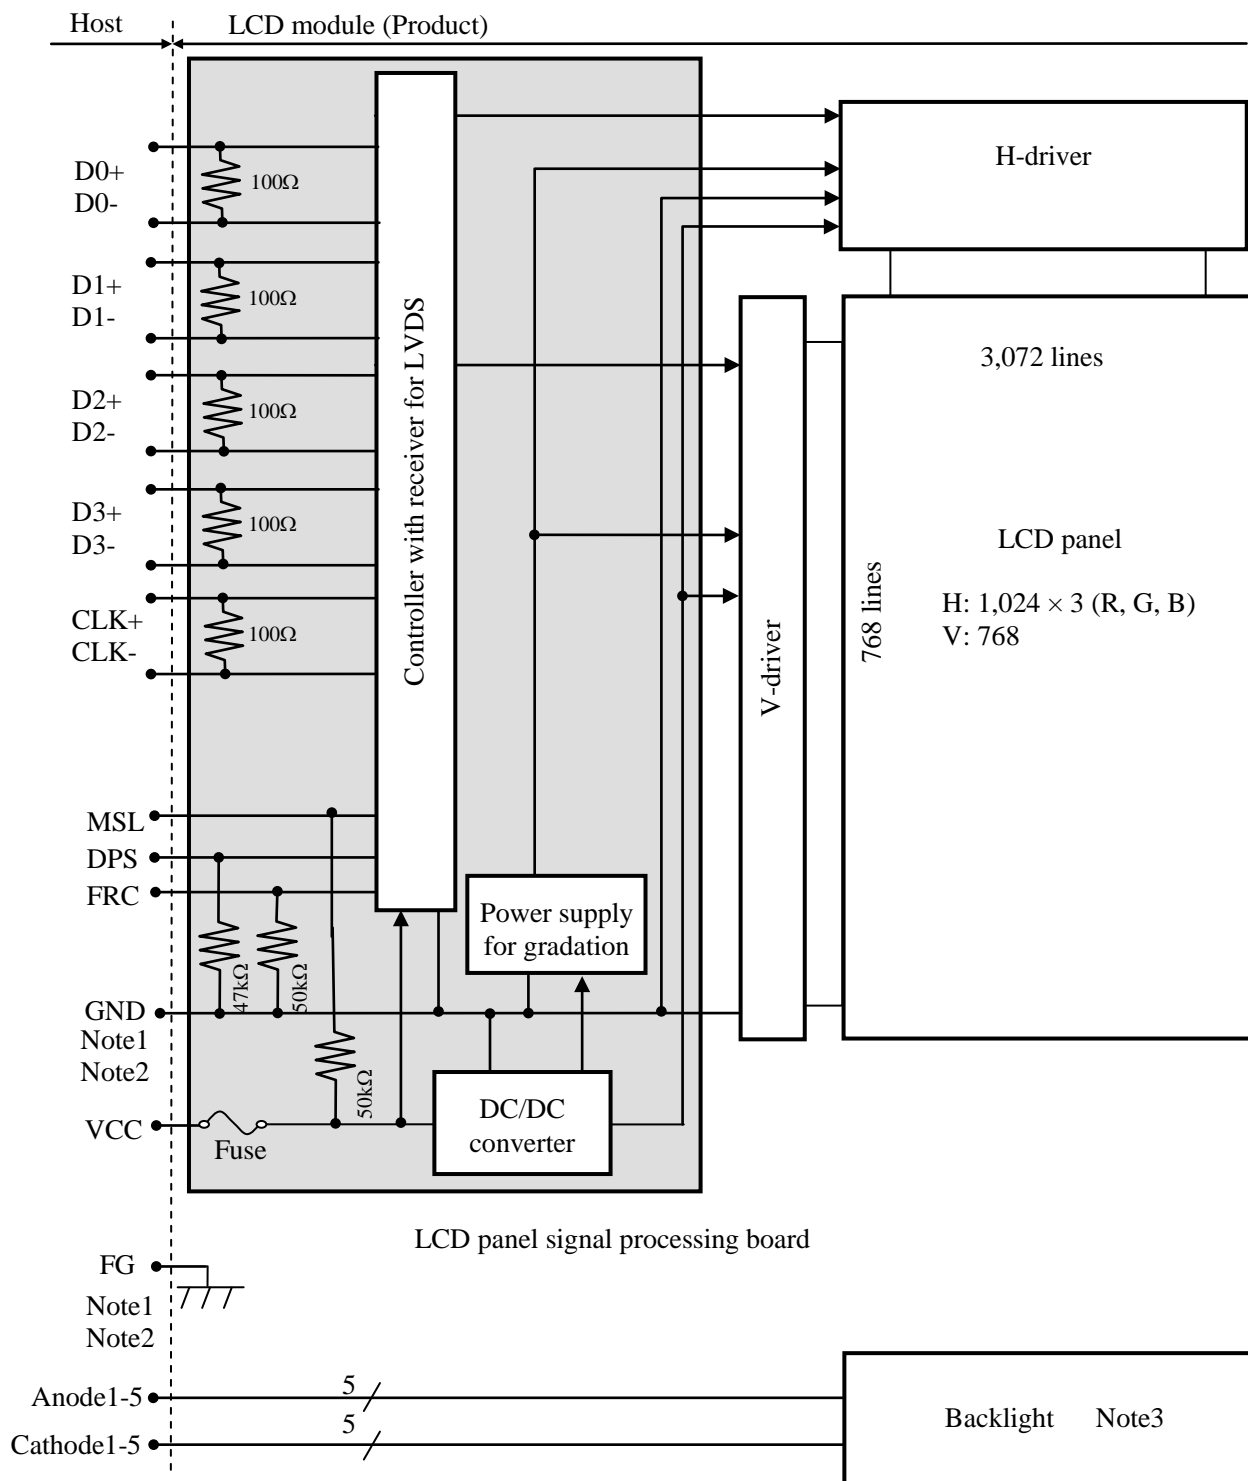 Host
LCD module (Product)
H-driver
D0+
D0-
100Ω
D1+
D1-
100Ω
D2+
D2-
100Ω
D3+
D3-
100Ω
CLK+
CLK-
100Ω
Controller with receiver for LVDS
3,072 lines
LCD panel
768 lines
H: 1,024 × 3 (R, G, B)
V: 768
V-driver
MSL
DPS
FRC
Power supply
for gradation
47kΩ
50kΩ
GND
Note1
Note2
50kΩ
VCC
Fuse
DC/DC
converter
LCD panel signal processing board
FG
Note1
Note2
Anode1-5
5
Cathode1-5
5
Backlight Note3